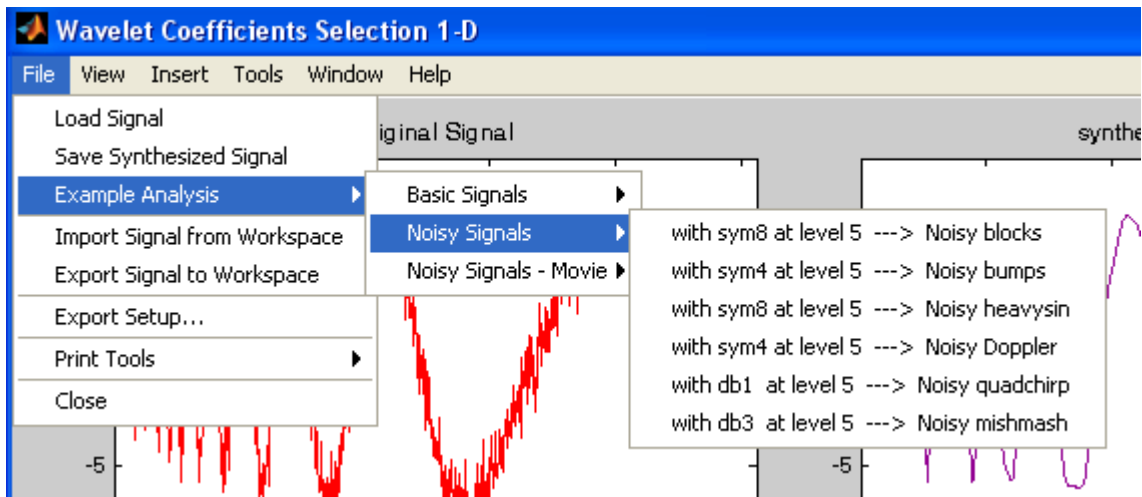 Wavelet Coefficients Selection 1-D
File View Insert Tools Window Help
Load Signal
Save Synthesized Signal
Example Analysis
Import Signal from Workspace
Export Signal to Workspace
Export Setup...
Print Tools
Close
Basic Signals
Noisy Signals
Noisy Signals - Movie
with sym8 at level 5 ---> Noisy blocks
with sym4 at level 5 ---> Noisy bumps
with sym8 at level 5 ---> Noisy heavysin
with sym4 at level 5 ---> Noisy Doppler
with db1 at level 5 ---> Noisy quadchirp
with db3 at level 5 ---> Noisy mishmash
iginal Signal
synthe
-5
-5